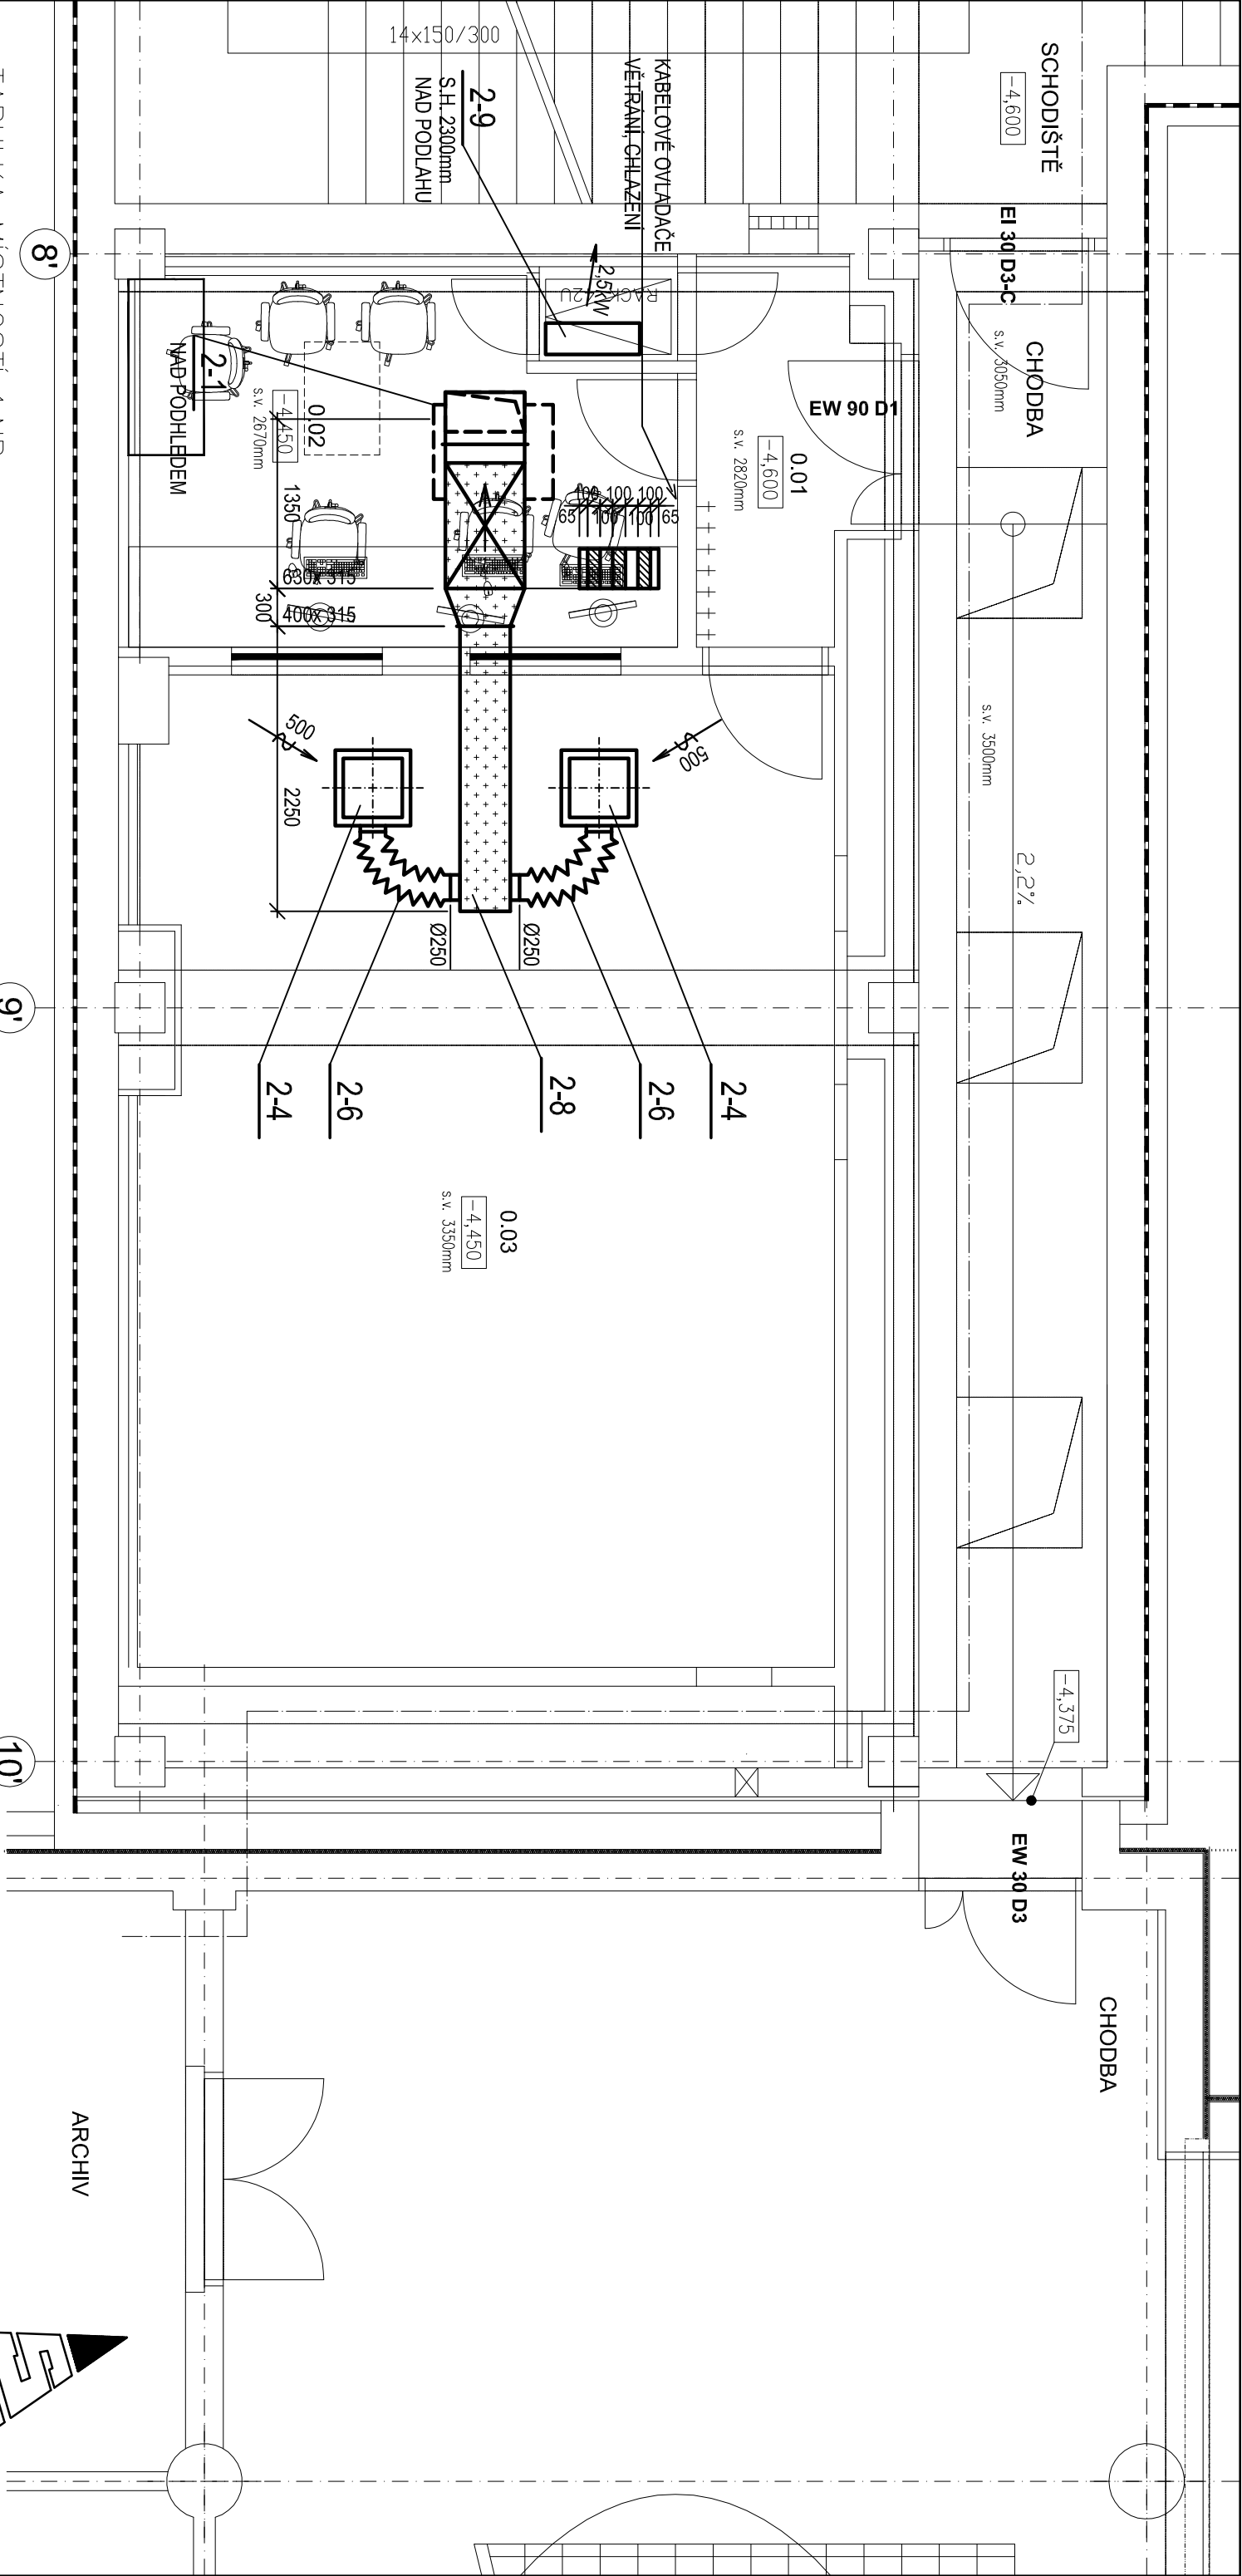 SCHODIŠTĚ
-4,600
14x150/300
KABELOVÉ OVLADAČE
VĚTRÁNÍ, CHLAZENÍ
2-9
S.H. 2300mm
NAD PODLAHU
EI 30 D3-C
CHODBA
s.v. 3050mm
8'
2,5kW
RACK 42U
EW 90 D1
0.01
-4,600
s.v. 2820mm
2-1
NAD PODHLEDEM
0.02
-4,450
s.v. 2670mm
100 100 100
65 100 100 65
1350
630x315
300
400x315
2250
500
500
s.v. 3500mm
2,2%
Ø250
Ø250
9'
2-4
2-6
2-8
2-6
2-4
0.03
-4,450
s.v. 3350mm
-4,375
10'
EW 30 D3
CHODBA
ARCHIV
S